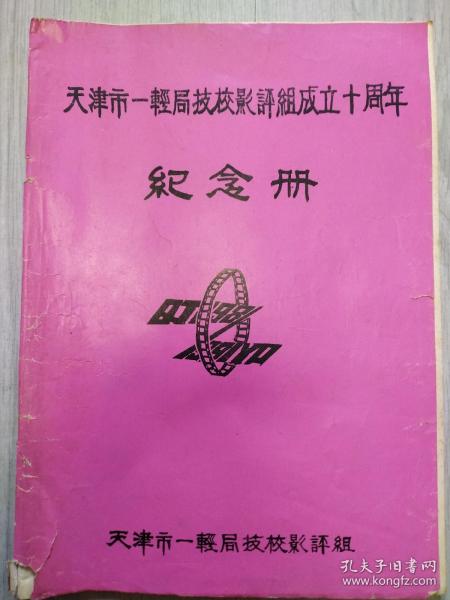 天津市一輕局技校影評組成立十周年
紀念册
天津市一輕局技校影評組
孔夫子旧书网
kongfz.com